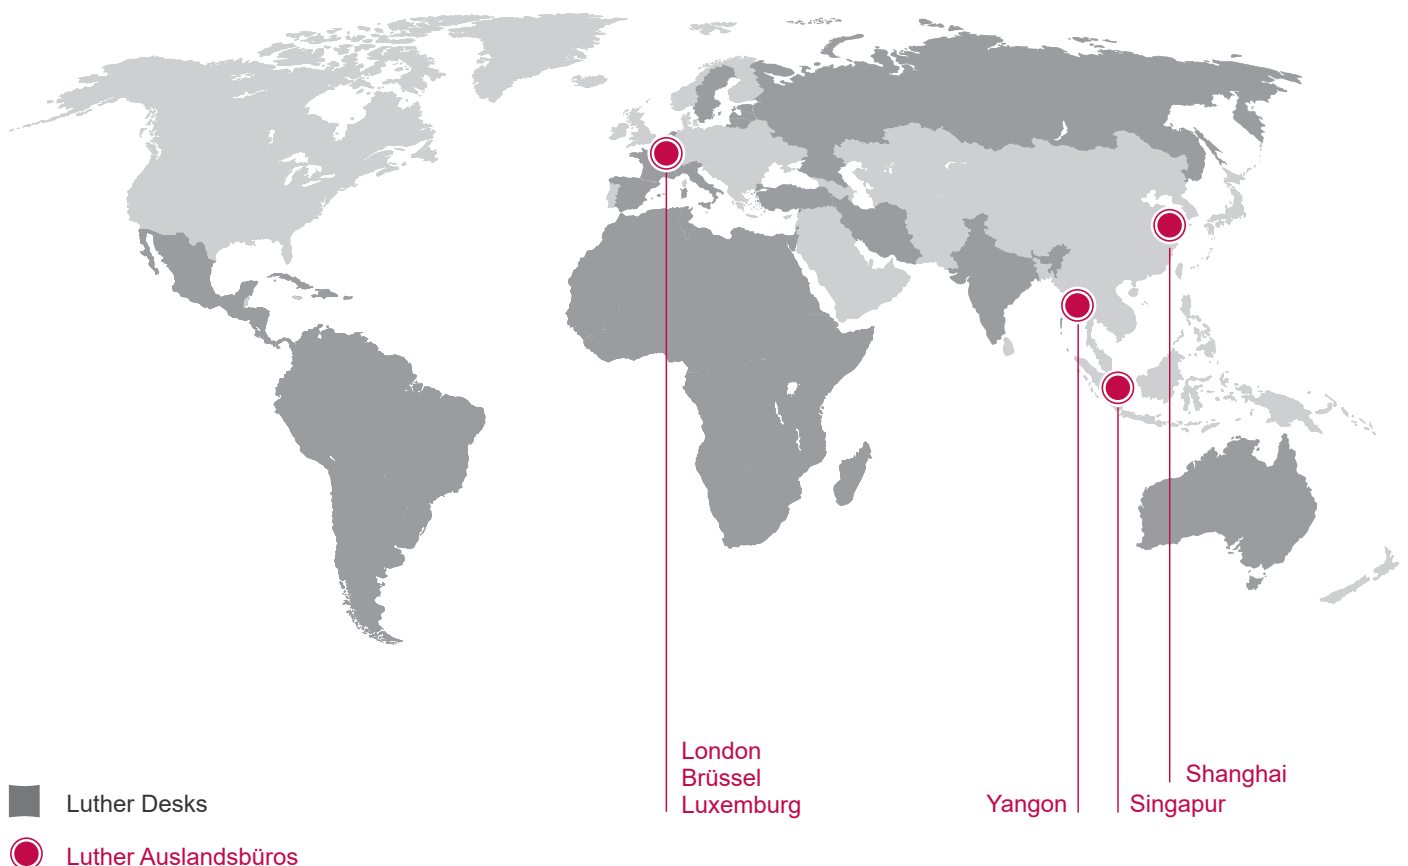 London
Brüssel
Luxemburg
Shanghai
Yangon
Singapur
Luther Desks
Luther Auslandsbüros